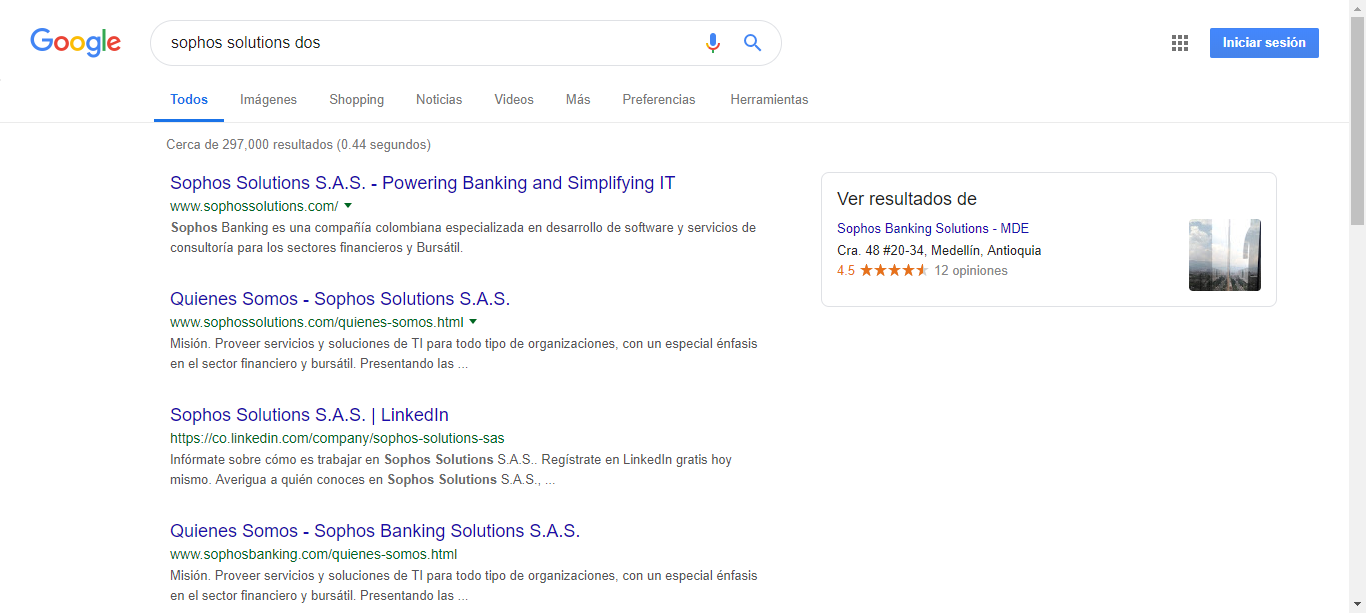 Google
sophos solutions dos
Iniciar sesión
Todos Imágenes Shopping Noticias Videos Más Preferencias Herramientas
Cerca de 297,000 resultados (0.44 segundos)
Sophos Solutions S.A.S. - Powering Banking and Simplifying IT
www.sophossolutions.com/
Sophos Banking es una compañía colombiana especializada en desarrollo de software y servicios de
consultoría para los sectores financieros y Bursátil.
Quienes Somos - Sophos Solutions S.A.S.
www.sophossolutions.com/quienes-somos.html
Misión. Proveer servicios y soluciones de TI para todo tipo de organizaciones, con un especial énfasis
en el sector financiero y bursátil. Presentando las ...
Sophos Solutions S.A.S. | LinkedIn
https://co.linkedin.com/company/sophos-solutions-sas
Infórmate sobre cómo es trabajar en Sophos Solutions S.A.S.. Regístrate en LinkedIn gratis hoy
mismo. Averigua a quién conoces en Sophos Solutions S.A.S., ...
Quienes Somos - Sophos Banking Solutions S.A.S.
www.sophosbanking.com/quienes-somos.html
Misión. Proveer servicios y soluciones de TI para todo tipo de organizaciones, con un especial énfasis
en el sector financiero y bursátil. Presentando las ...
Ver resultados de
Sophos Banking Solutions - MDE
Cra. 48 #20-34, Medellín, Antioquia
4.5 ★★★★★ 12 opiniones